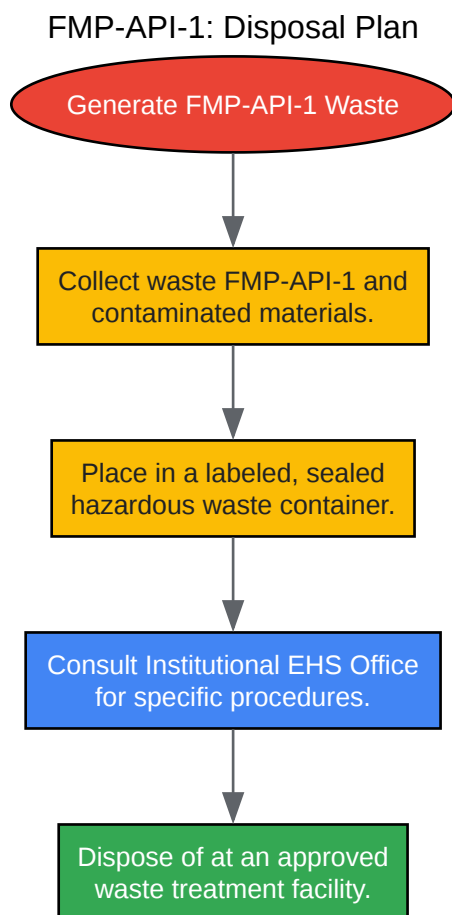 FMP-API-1: Disposal Plan
Generate FMP-API-1 Waste
Collect waste FMP-API-1 and
contaminated materials.
Place in a labeled, sealed
hazardous waste container.
Consult Institutional EHS Office
for specific procedures.
Dispose of at an approved
waste treatment facility.